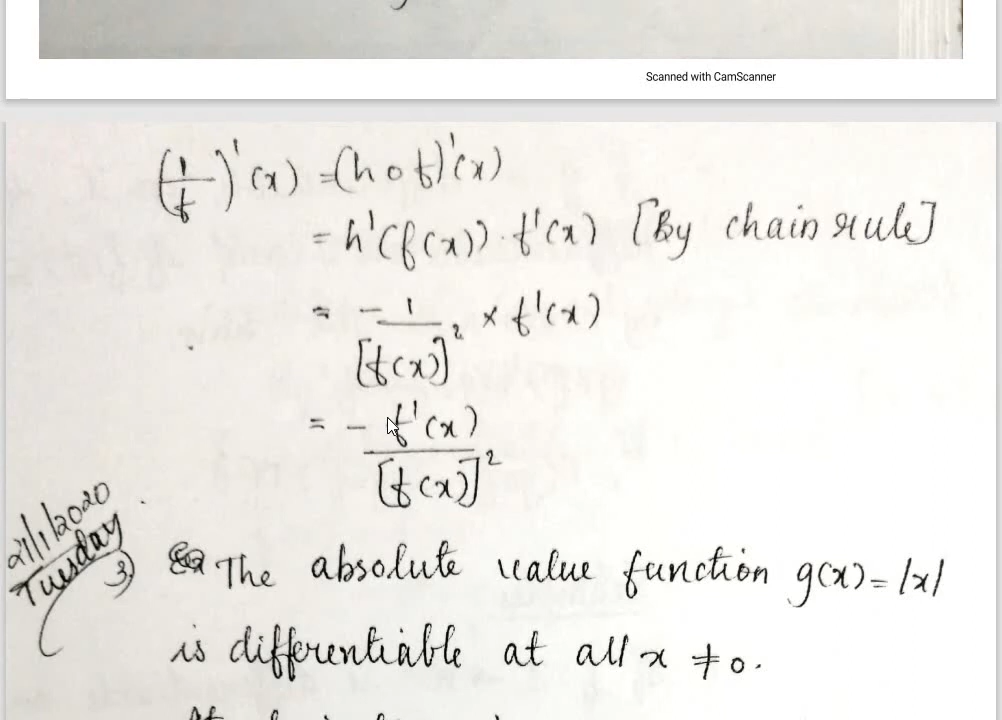 Scanned with CamScanner
(1/f)'(x) = (h o f)'(x)
= h'(f(x)) · f'(x) [By chain rule]
= - 1/[f(x)]² × f'(x)
= - f'(x)/[f(x)]²
21/1/2020
Tuesday
3) The absolute value function g(x) = |x|
is differentiable at all x ≠ 0.